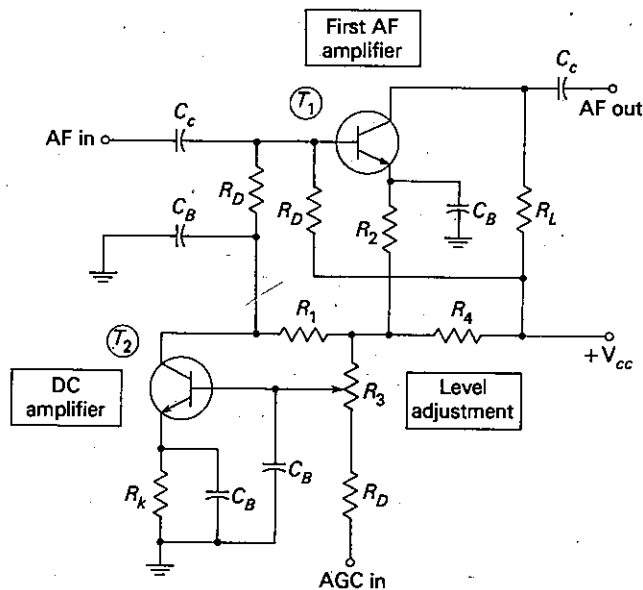 First AF
amplifier
C_c
T_1
C_c
AF in
AF out
R_D
R_D
C_B
R_2
C_B
R_L
R_1
R_4
T_2
+V_cc
DC
amplifier
R_3
Level
adjustment
C_B
C_B
R_k
R_D
AGC in